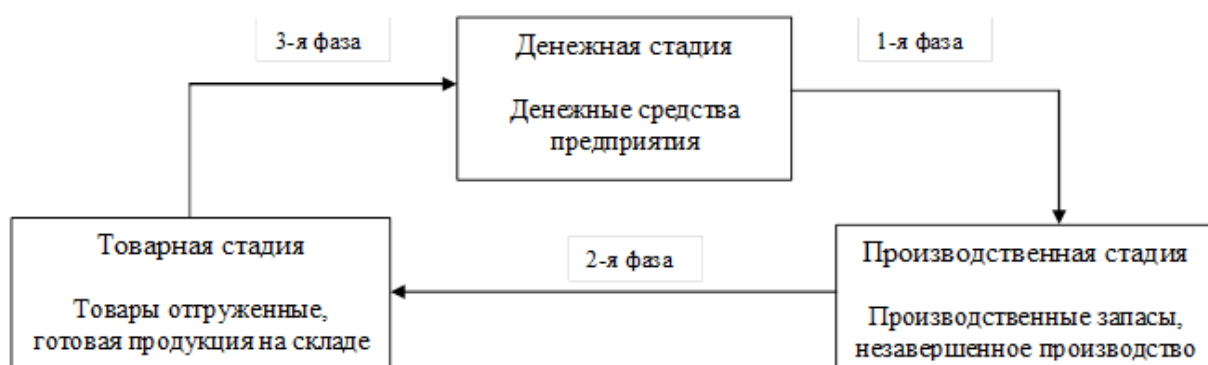 3-я фаза
Денежная стадия
Денежные средства
предприятия
1-я фаза
Товарная стадия
Товары отгруженные,
готовая продукция на складе
2-я фаза
Производственная стадия
Производственные запасы,
незавершенное производство